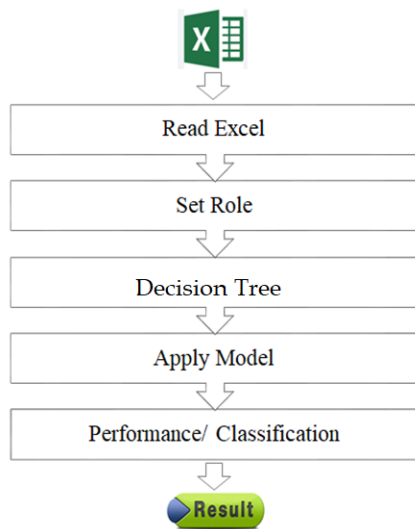 X
Read Excel
Set Role
Decision Tree
Apply Model
Performance/ Classification
Result